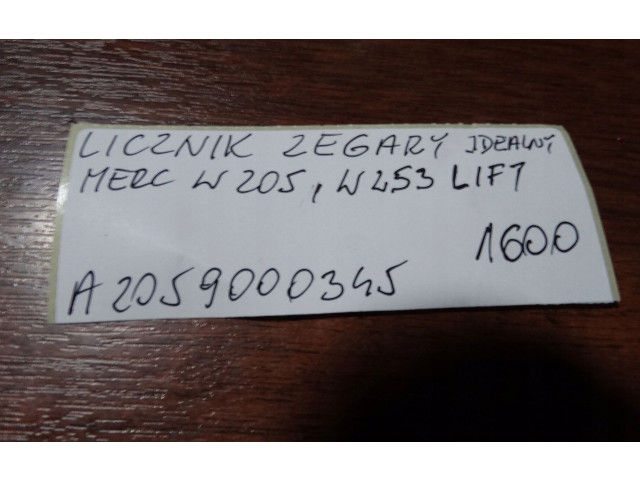 LICZNIK ZEGARY IDEALNY
MERC W205, W253 LIFT
1600
A2059000345